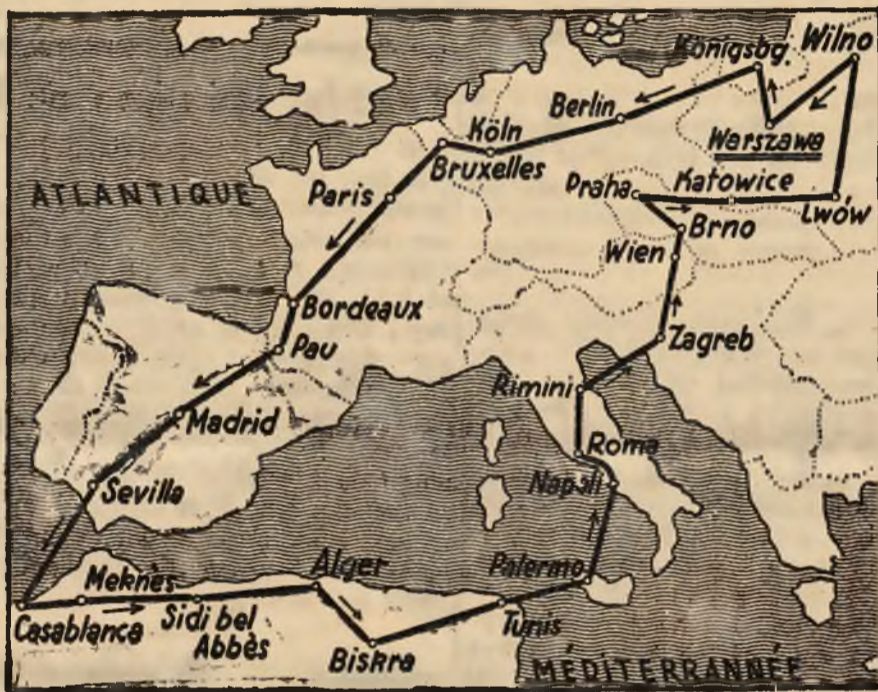 Königsbg.
Wilno
Berlin
Warszawa
Köln
Bruxelles
Praha
Katowice
Lwów
ATLANTIQUE
Paris
Brno
Wien
Bordeaux
Pau
Zagreb
Rimini
Madrid
Roma
Sevilla
Napoli
Alger
Palermo
Meknès
Casablanca
Sidi bel
Abbès
Tunis
Biskra
MÉDITERRANNÉE